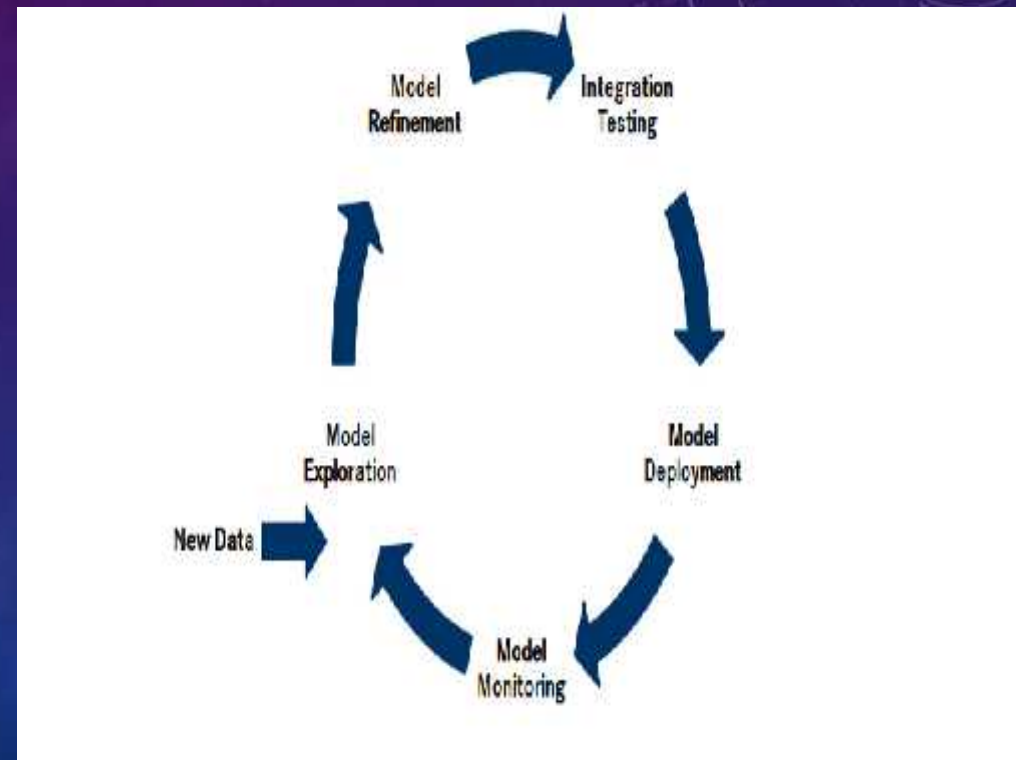 Model
Refinement
Integration
Testing
Model
Exploration
Model
Deployment
New Data
Model
Monitoring